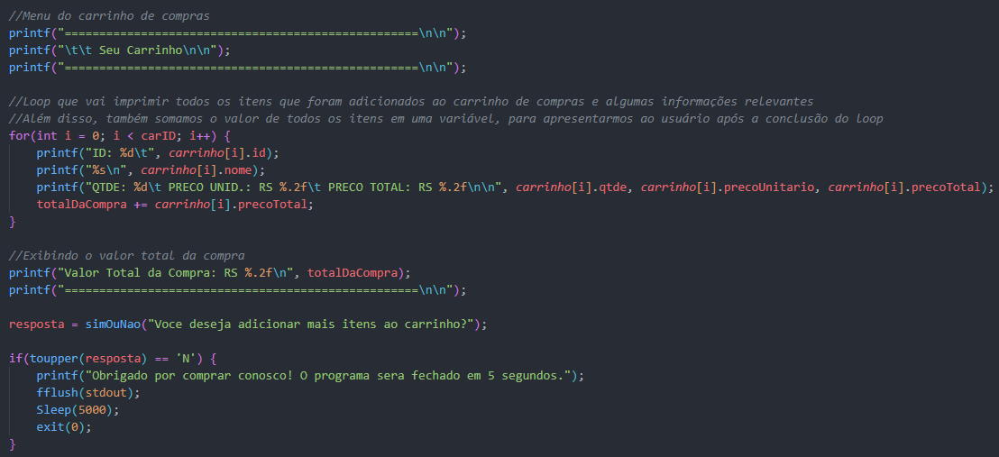 //Menu do carrinho de compras
printf("===================================================\n\n");
printf("\t\t Seu Carrinho\n\n");
printf("===================================================\n\n");
//Loop que vai imprimir todos os itens que foram adicionados ao carrinho de compras e algumas informações relevantes
//Além disso, também somamos o valor de todos os itens em uma variável, para apresentarmos ao usuário após a conclusão do loop
for(int i = 0; i < carID; i++) {
    printf("ID: %d\t", carrinho[i].id);
    printf("%s\n", carrinho[i].nome);
    printf("QTDE: %d\t PRECO UNID.: RS %.2f\t PRECO TOTAL: RS %.2f\n\n", carrinho[i].qtde, carrinho[i].precoUnitario, carrinho[i].precoTotal);
    totalDaCompra += carrinho[i].precoTotal;
}
//Exibindo o valor total da compra
printf("Valor Total da Compra: RS %.2f\n", totalDaCompra);
printf("===================================================\n\n");
resposta = simOuNao("Voce deseja adicionar mais itens ao carrinho?");
if(toupper(resposta) == 'N') {
    printf("Obrigado por comprar conosco! O programa sera fechado em 5 segundos.");
    fflush(stdout);
    Sleep(5000);
    exit(0);
}